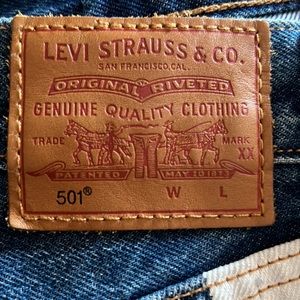 LEVI STRAUSS & CO.
SAN FRANCISCO, CAL.
ORIGINAL RIVETED
GENUINE QUALITY CLOTHING
TRADE MARK
XX
PATENTED MAY 20 1873
501® W L